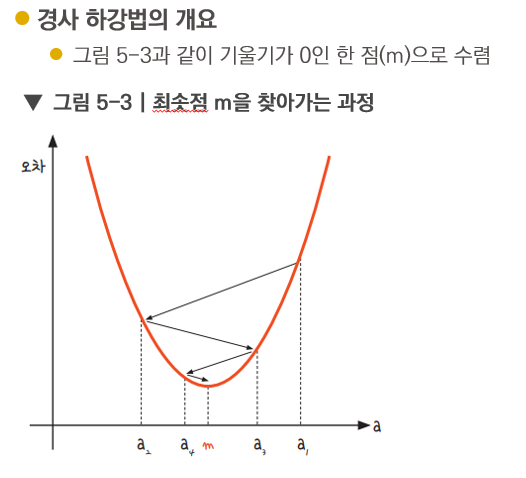 경사 하강법의 개요
그림 5-3과 같이 기울기가 0인 한 점(m)으로 수렴
▼ 그림 5-3 | 최솟점 m을 찾아가는 과정
오차
a
a₂ a₄ m a₃ a₁